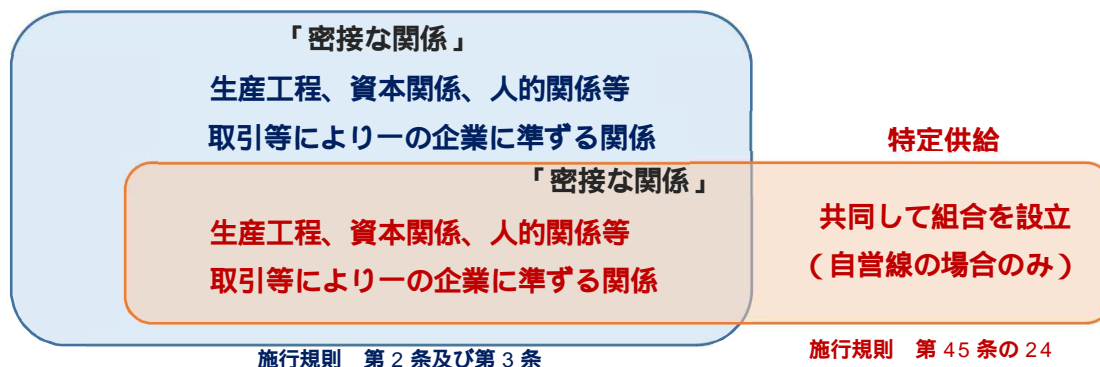 「密接な関係」
生産工程、資本関係、人的関係等
取引等により一の企業に準ずる関係
特定供給
「密接な関係」
生産工程、資本関係、人的関係等
取引等により一の企業に準ずる関係
共同して組合を設立
(自営線の場合のみ)
施行規則 第2条及び第3条
施行規則 第45条の24